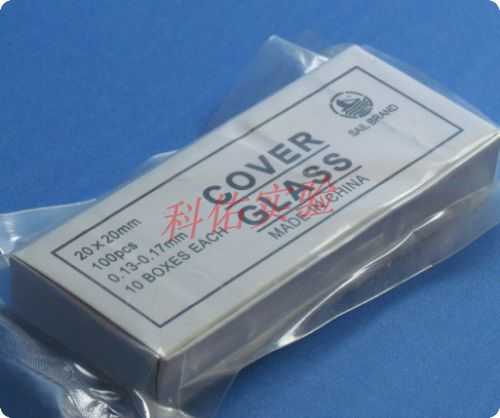 SAIL BRAND
COVER
GLASS
MADE IN CHINA
20×20mm
100pcs
0.13-0.17mm
10 BOXES EACH
科佑实验